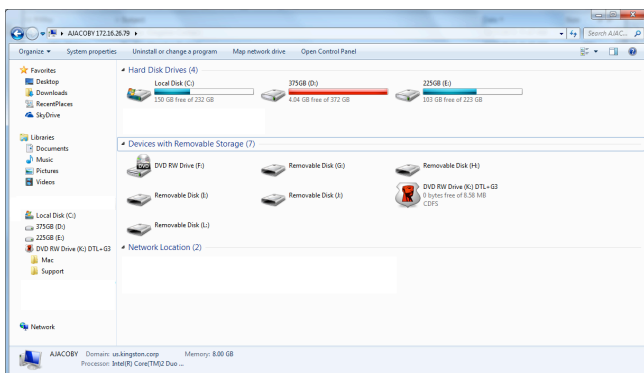 AJACOBY 172.16.26.79
Search AJAC...
Organize
System properties
Uninstall or change a program
Map network drive
Open Control Panel
Favorites
Desktop
Downloads
RecentPlaces
SkyDrive
Libraries
Documents
Music
Pictures
Videos
Local Disk (C:)
375GB (D:)
225GB (E:)
DVD RW Drive (K:) DTL+G3
Mac
Support
Network
Hard Disk Drives (4)
Local Disk (C:)
150 GB free of 232 GB
375GB (D:)
4.04 GB free of 372 GB
225GB (E:)
103 GB free of 223 GB
Devices with Removable Storage (7)
DVD RW Drive (F:)
Removable Disk (G:)
Removable Disk (H:)
Removable Disk (I:)
Removable Disk (J:)
DVD RW Drive (K:) DTL+G3
0 bytes free of 8.58 MB
CDFS
Removable Disk (L:)
Network Location (2)
AJACOBY
Domain: us.kingston.corp
Memory: 8.00 GB
Processor: Intel(R) Core(TM)2 Duo ...